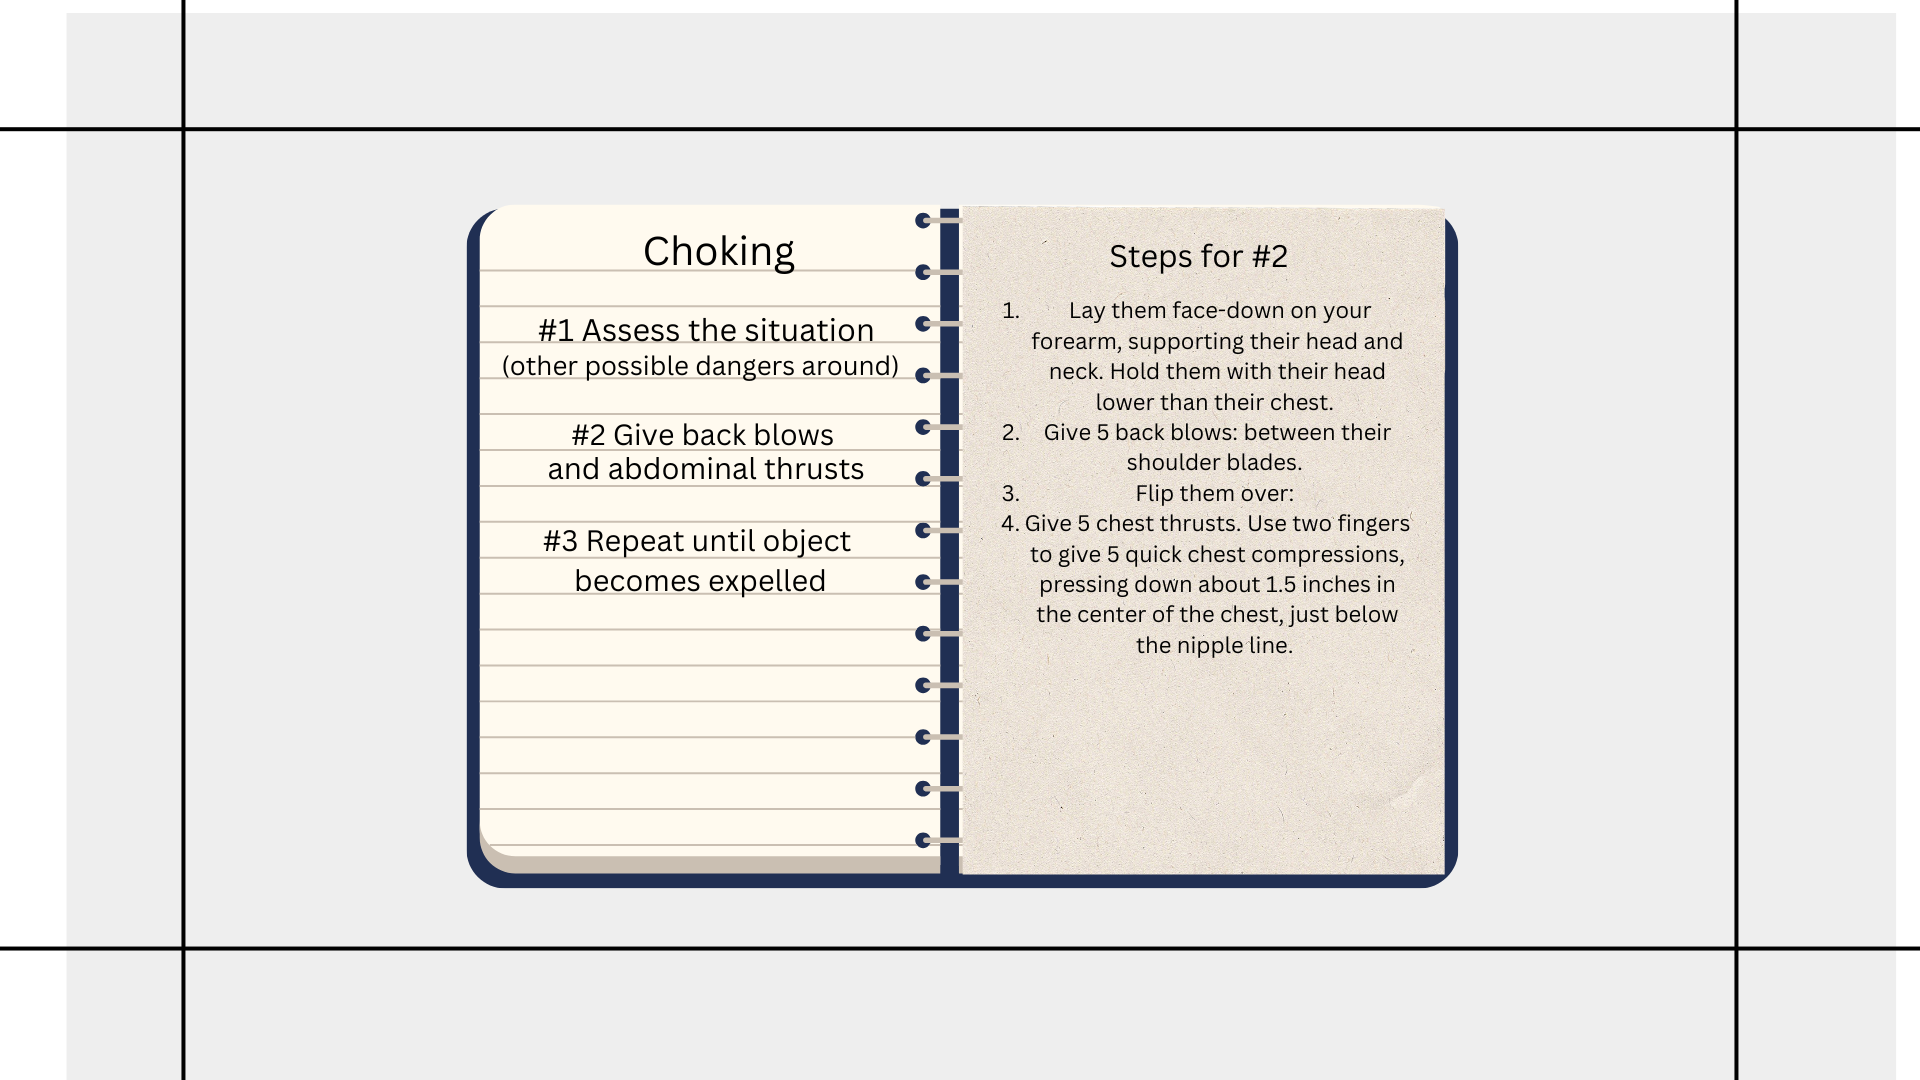 Choking
#1 Assess the situation
(other possible dangers around)
#2 Give back blows
and abdominal thrusts
#3 Repeat until object
becomes expelled
Steps for #2
1. Lay them face-down on your
forearm, supporting their head and
neck. Hold them with their head
lower than their chest.
2. Give 5 back blows: between their
shoulder blades.
3. Flip them over:
4. Give 5 chest thrusts. Use two fingers
to give 5 quick chest compressions,
pressing down about 1.5 inches in
the center of the chest, just below
the nipple line.